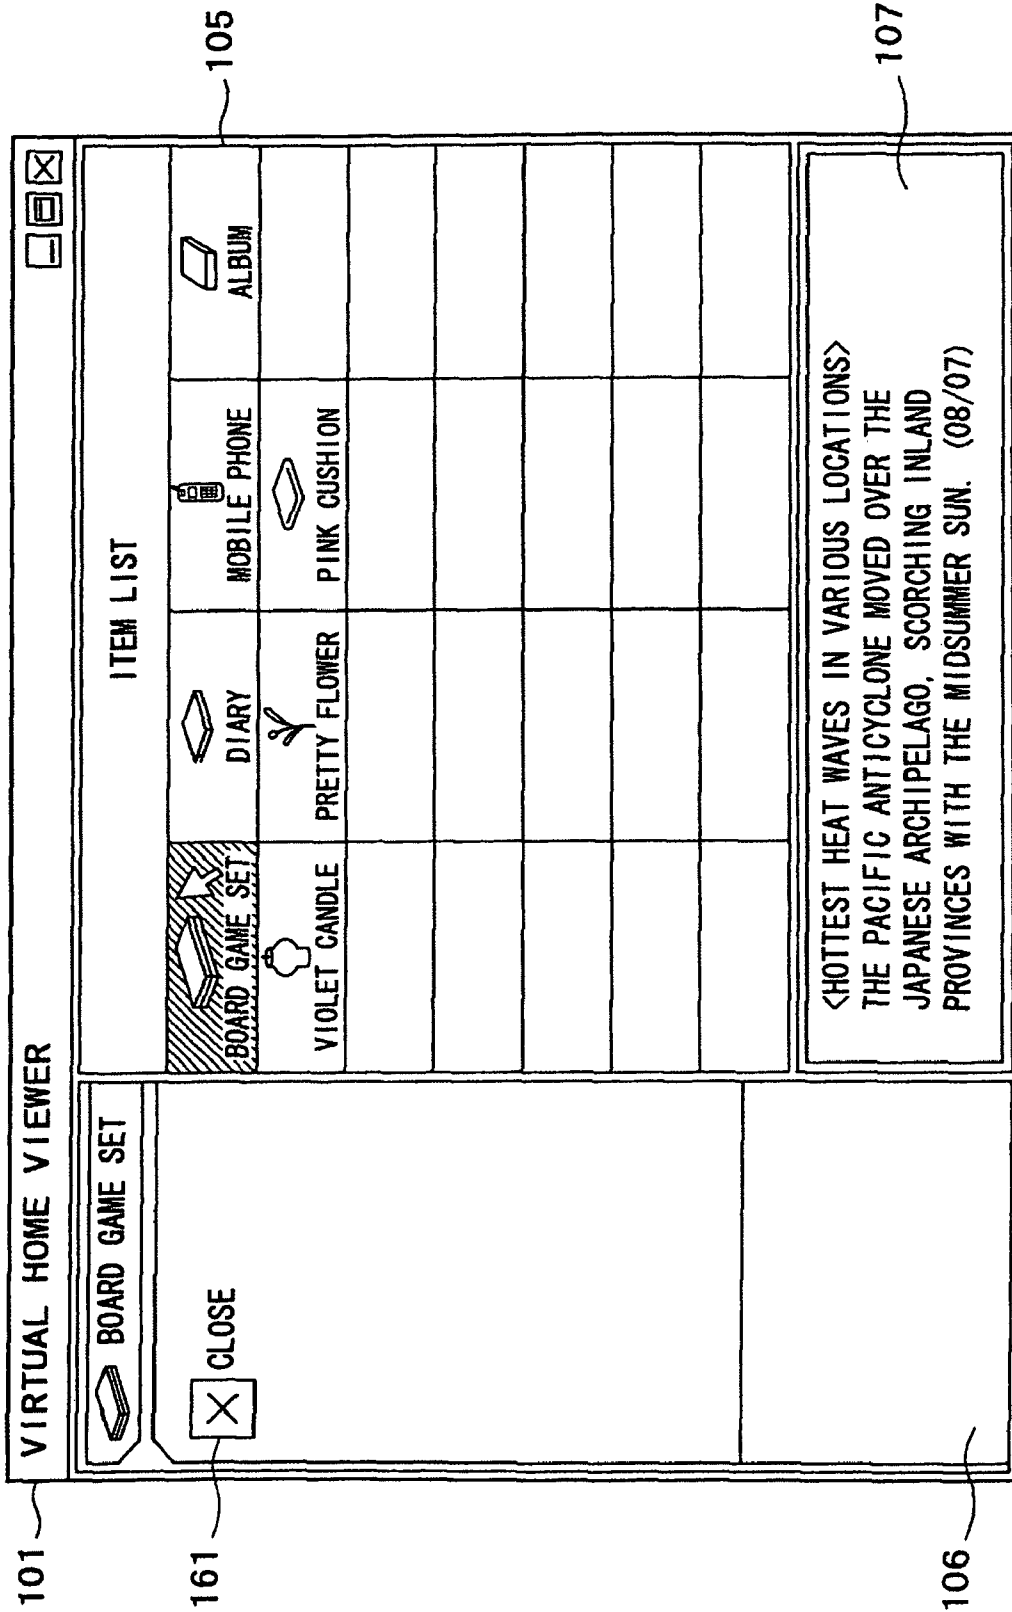 101
VIRTUAL HOME VIEWER
BOARD GAME SET
161
CLOSE
106
ITEM LIST
105
BOARD GAME SET
DIARY
MOBILE PHONE
ALBUM
VIOLET CANDLE
PRETTY FLOWER
PINK CUSHION
<HOTTEST HEAT WAVES IN VARIOUS LOCATIONS>
THE PACIFIC ANTICYCLONE MOVED OVER THE
JAPANESE ARCHIPELAGO, SCORCHING INLAND
PROVINCES WITH THE MIDSUMMER SUN. (08/07)
107